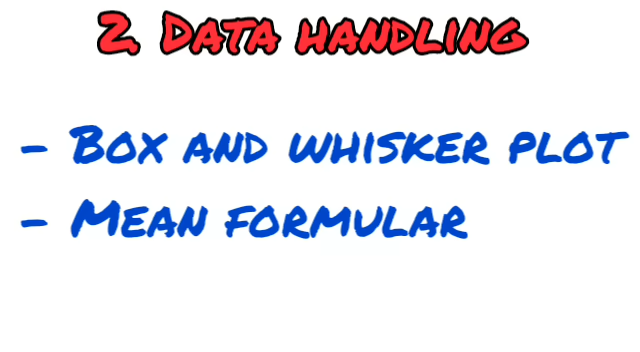 2. Data handling
- Box and whisker plot
- Mean formular